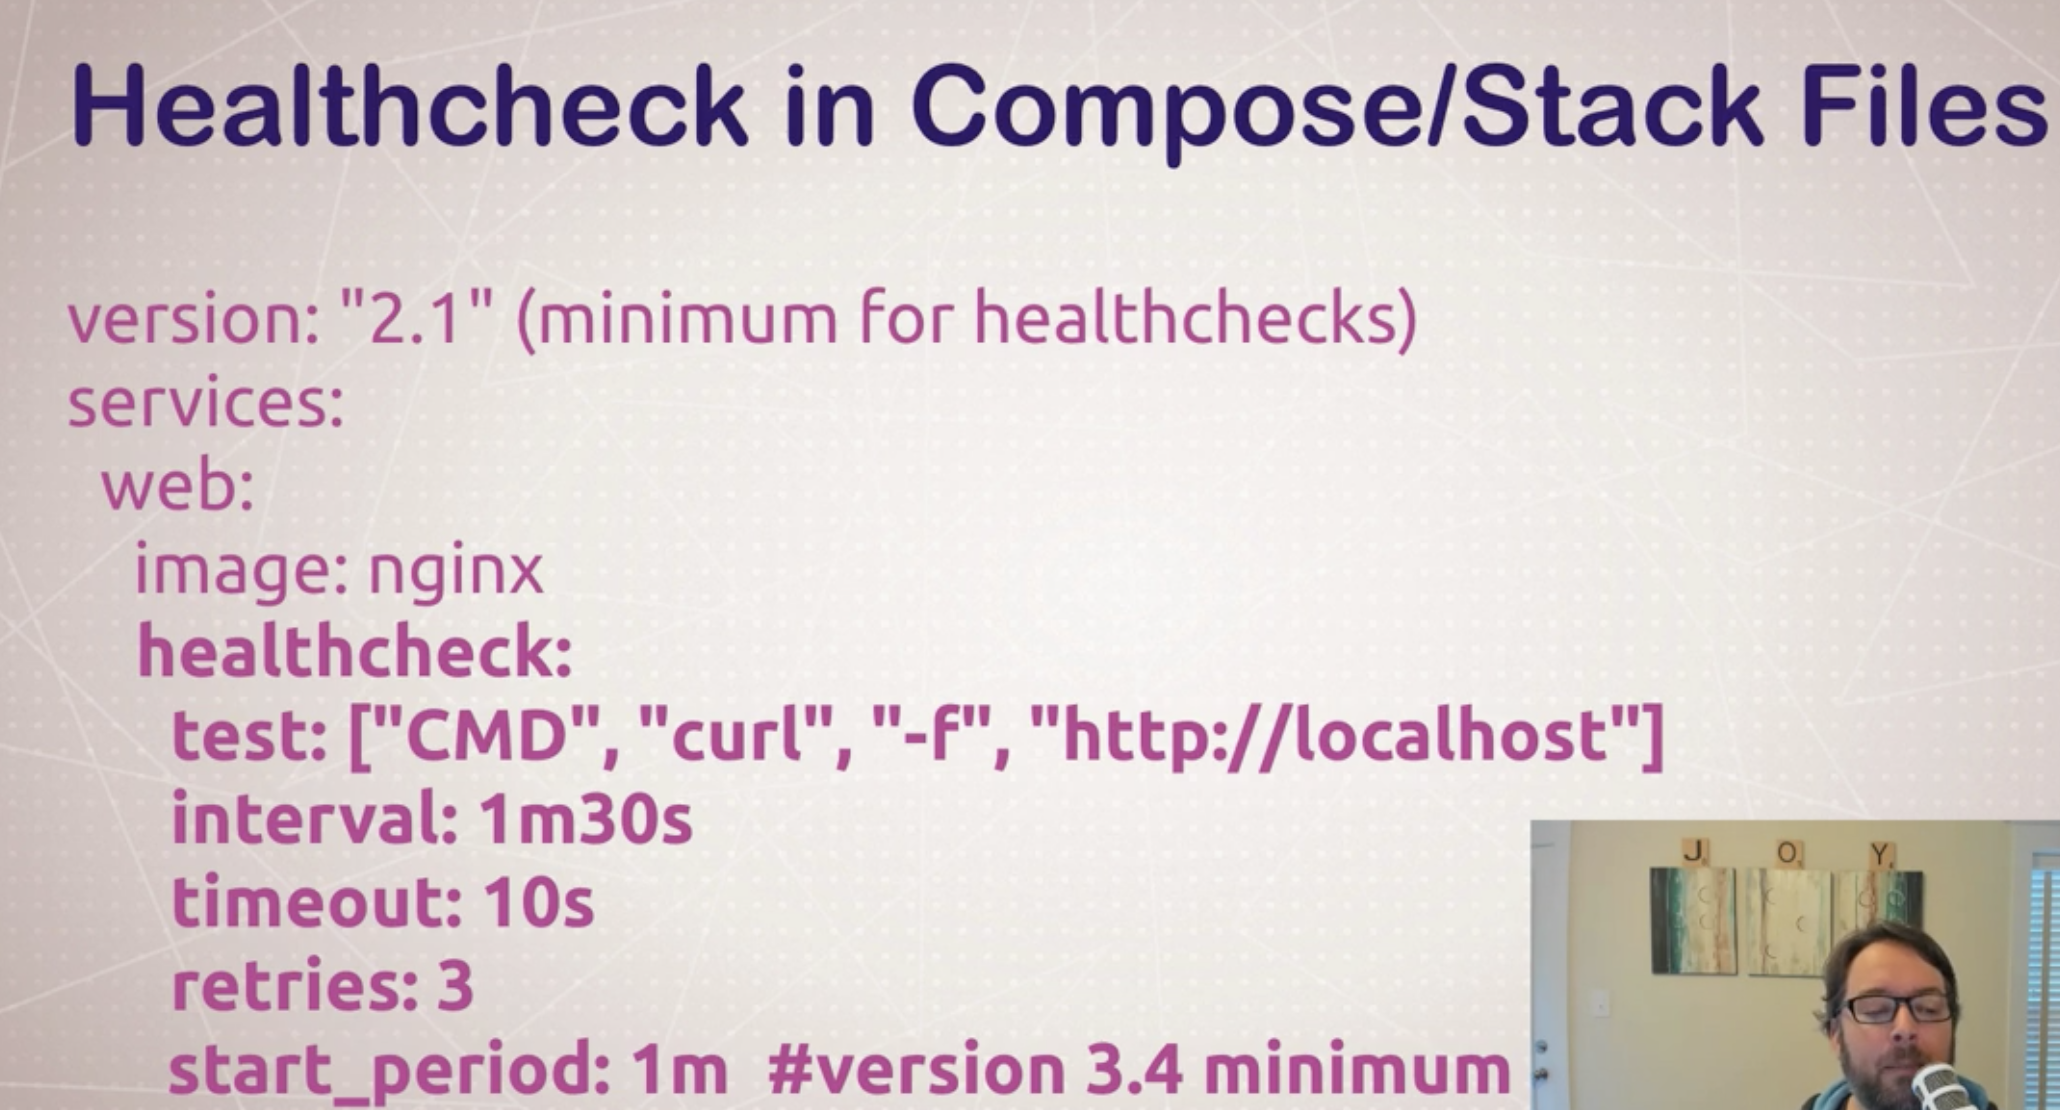 Healthcheck in Compose/Stack Files
version: "2.1" (minimum for healthchecks)
services:
web:
image: nginx
healthcheck:
test: ["CMD", "curl", "-f", "http://localhost"]
interval: 1m30s
timeout: 10s
retries: 3
start_period: 1m  #version 3.4 minimum
J O Y